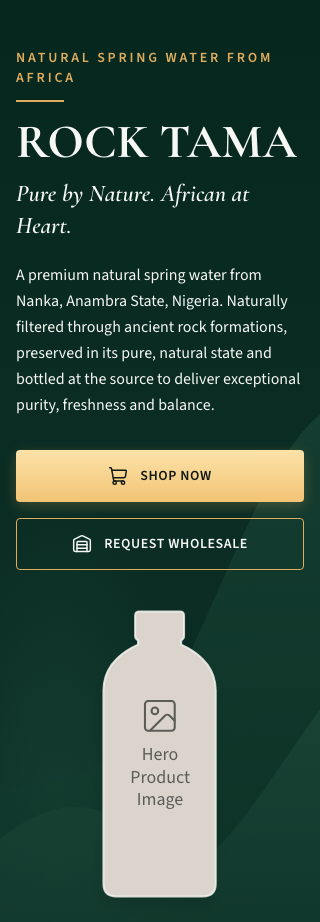 NATURAL SPRING WATER FROM
AFRICA
ROCK TAMA
Pure by Nature. African at
Heart.
A premium natural spring water from
Nanka, Anambra State, Nigeria. Naturally
filtered through ancient rock formations,
preserved in its pure, natural state and
bottled at the source to deliver exceptional
purity, freshness and balance.
SHOP NOW
REQUEST WHOLESALE
Hero
Product
Image